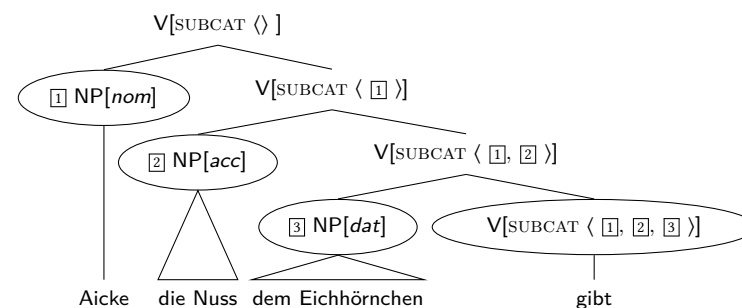 V[SUBCAT ⟨⟩ ]
1 NP[nom]
V[SUBCAT ⟨ 1 ⟩]
2 NP[acc]
V[SUBCAT ⟨ 1, 2 ⟩]
3 NP[dat]
V[SUBCAT ⟨ 1, 2, 3 ⟩]
Aicke die Nuss dem Eichhörnchen gibt